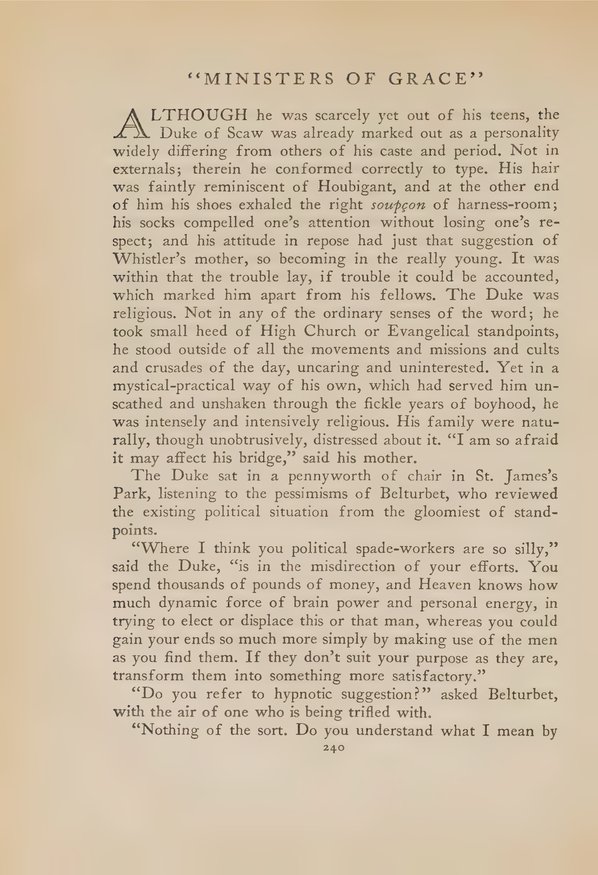 “MINISTERS OF GRACE”
ALTHOUGH he was scarcely yet out of his teens, the
Duke of Scaw was already marked out as a personality
widely differing from others of his caste and period. Not in
externals; therein he conformed correctly to type. His hair
was faintly reminiscent of Houbigant, and at the other end
of him his shoes exhaled the right soupçon of harness-room;
his socks compelled one’s attention without losing one’s re-
spect; and his attitude in repose had just that suggestion of
Whistler’s mother, so becoming in the really young. It was
within that the trouble lay, if trouble it could be accounted,
which marked him apart from his fellows. The Duke was
religious. Not in any of the ordinary senses of the word; he
took small heed of High Church or Evangelical standpoints,
he stood outside of all the movements and missions and cults
and crusades of the day, uncaring and uninterested. Yet in a
mystical-practical way of his own, which had served him un-
scathed and unshaken through the fickle years of boyhood, he
was intensely and intensively religious. His family were natu-
rally, though unobtrusively, distressed about it. “I am so afraid
it may affect his bridge,” said his mother.
The Duke sat in a pennyworth of chair in St. James’s
Park, listening to the pessimisms of Belturbet, who reviewed
the existing political situation from the gloomiest of stand-
points.
“Where I think you political spade-workers are so silly,”
said the Duke, “is in the misdirection of your efforts. You
spend thousands of pounds of money, and Heaven knows how
much dynamic force of brain power and personal energy, in
trying to elect or displace this or that man, whereas you could
gain your ends so much more simply by making use of the men
as you find them. If they don’t suit your purpose as they are,
transform them into something more satisfactory.”
“Do you refer to hypnotic suggestion?” asked Belturbet,
with the air of one who is being trifled with.
“Nothing of the sort. Do you understand what I mean by
240